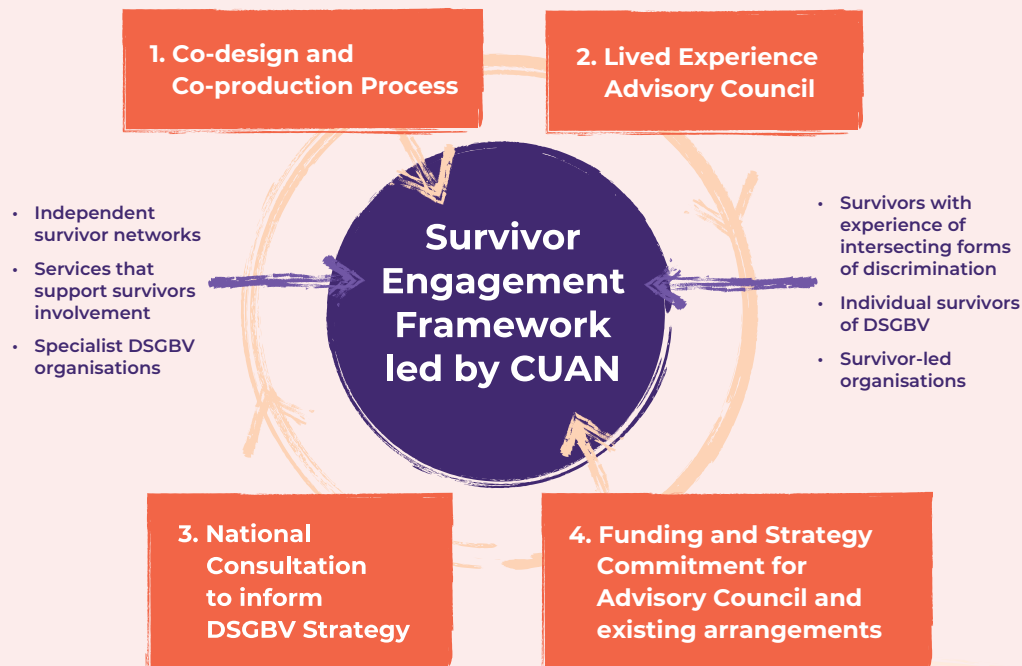 1. Co-design and
Co-production Process
2. Lived Experience
Advisory Council
• Independent
survivor networks
• Services that
support survivors
involvement
• Specialist DSGBV
organisations
Survivor
Engagement
Framework
led by CUAN
• Survivors with
experience of
intersecting forms
of discrimination
• Individual survivors
of DSGBV
• Survivor-led
organisations
3. National
Consultation
to inform
DSGBV Strategy
4. Funding and Strategy
Commitment for
Advisory Council and
existing arrangements